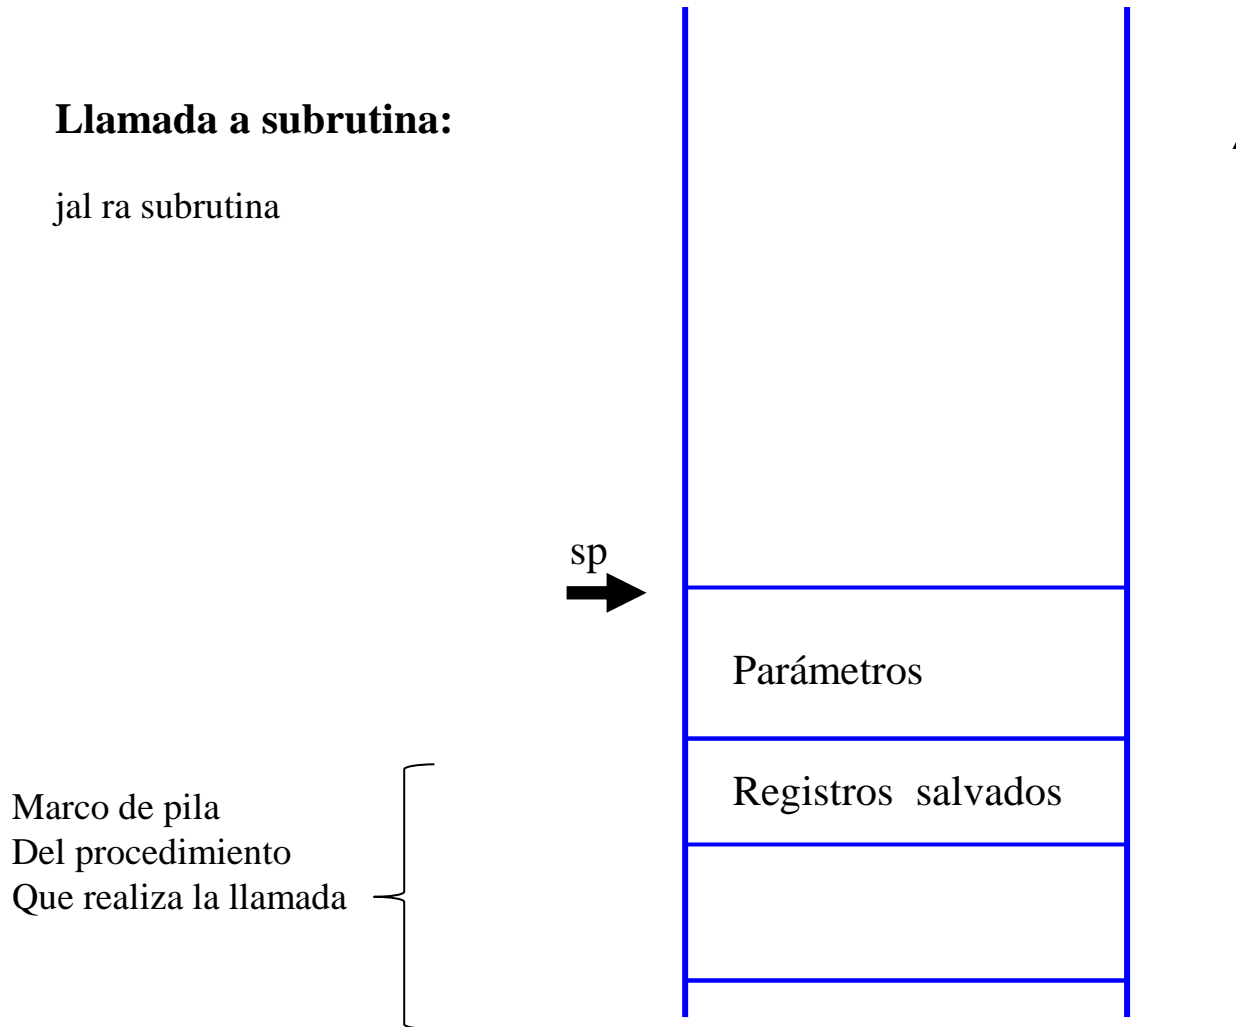 Llamada a subrutina:
jal ra subrutina
sp
Parámetros
Registros salvados
Marco de pila
Del procedimiento
Que realiza la llamada